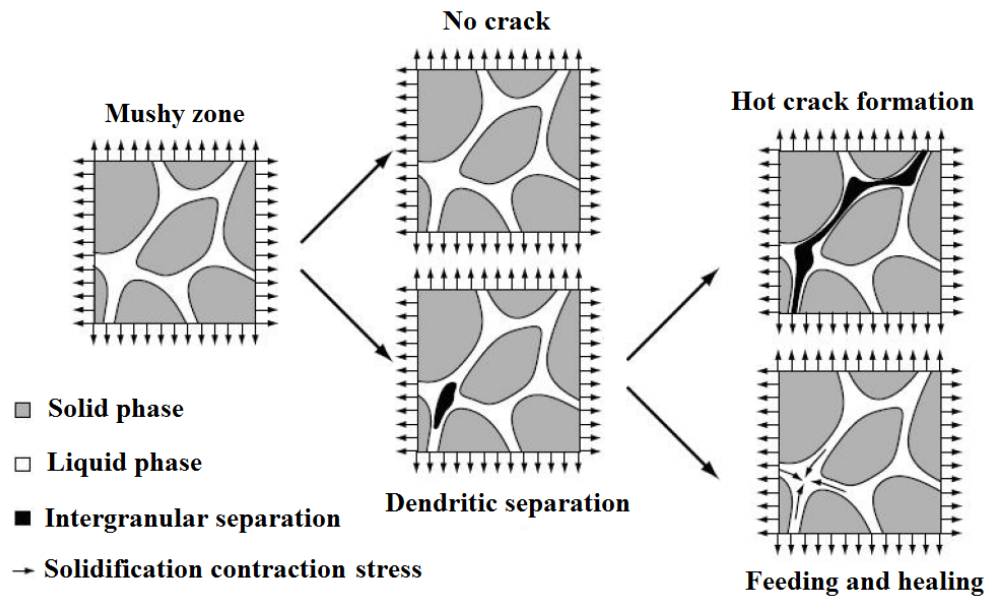 No crack
Mushy zone
Hot crack formation
Dendritic separation
Feeding and healing
Solid phase
Liquid phase
Intergranular separation
Solidification contraction stress